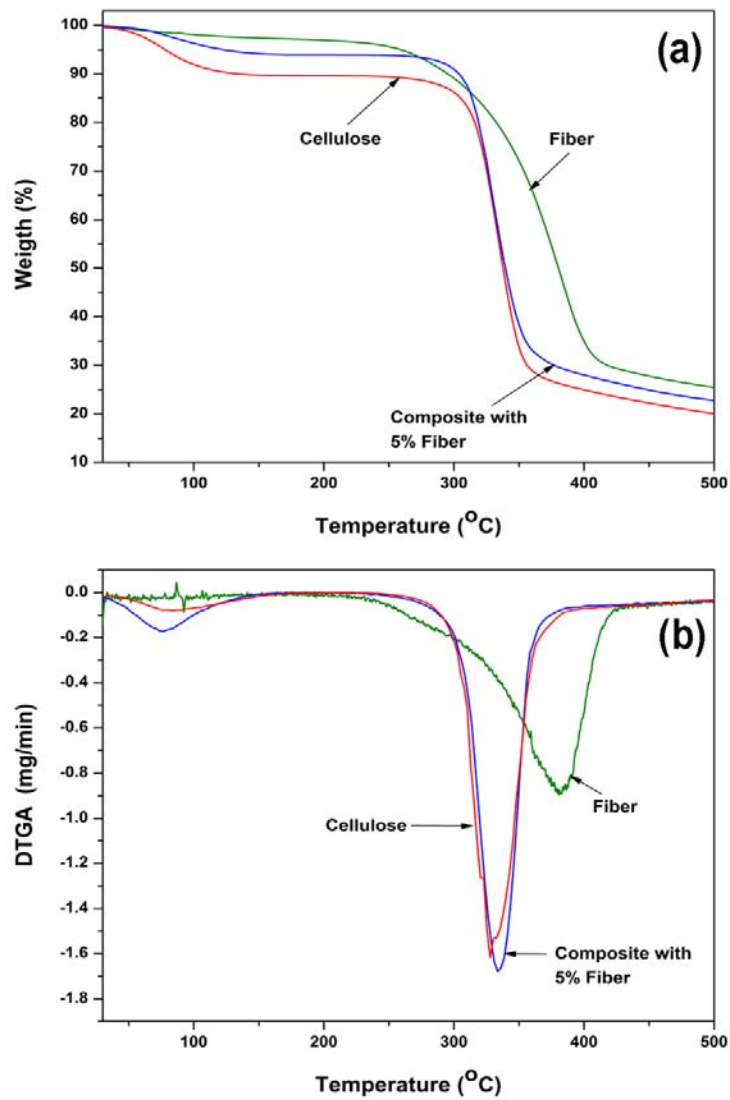 100
90
80
70
60
50
40
30
20
10
Weigth (%)
(a)
Cellulose
Fiber
Composite with
5% Fiber
100
200
300
400
500
Temperature (°C)
0.0
-0.2
-0.4
-0.6
-0.8
-1.0
-1.2
-1.4
-1.6
-1.8
DTGA (mg/min)
(b)
Fiber
Cellulose
Composite with
5% Fiber
100
200
300
400
500
Temperature (°C)